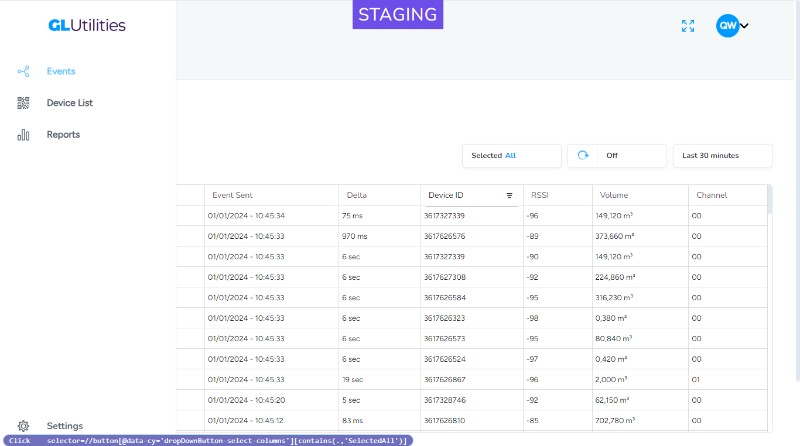 STAGING
GLUtilities
QW
Events
Device List
Reports
Selected All
Off
Last 30 minutes
Event Sent Delta Device ID RSSI Volume Channel
01/01/2024 - 10:45:34 75 ms 3617327339 -96 149,120 m³ 00
01/01/2024 - 10:45:33 970 ms 3617626576 -89 373,660 m³ 00
01/01/2024 - 10:45:33 6 sec 3617327339 -90 149,120 m³ 00
01/01/2024 - 10:45:33 6 sec 3617627308 -92 224,860 m³ 00
01/01/2024 - 10:45:33 6 sec 3617626584 -95 316,230 m³ 00
01/01/2024 - 10:45:33 6 sec 3617626323 -98 0,380 m³ 00
01/01/2024 - 10:45:33 6 sec 3617626573 -95 80,840 m³ 00
01/01/2024 - 10:45:33 6 sec 3617626524 -97 0,420 m³ 00
01/01/2024 - 10:45:33 19 sec 3617626867 -96 2,000 m³ 01
01/01/2024 - 10:45:20 5 sec 3617328746 -92 62,150 m³ 00
01/01/2024 - 10:45:12 83 ms 3617626810 -85 702,780 m³ 00
Settings
Click selector=//button[@data-cy='dropDownButton-select-columns'][contains(.,'SelectedAll')]